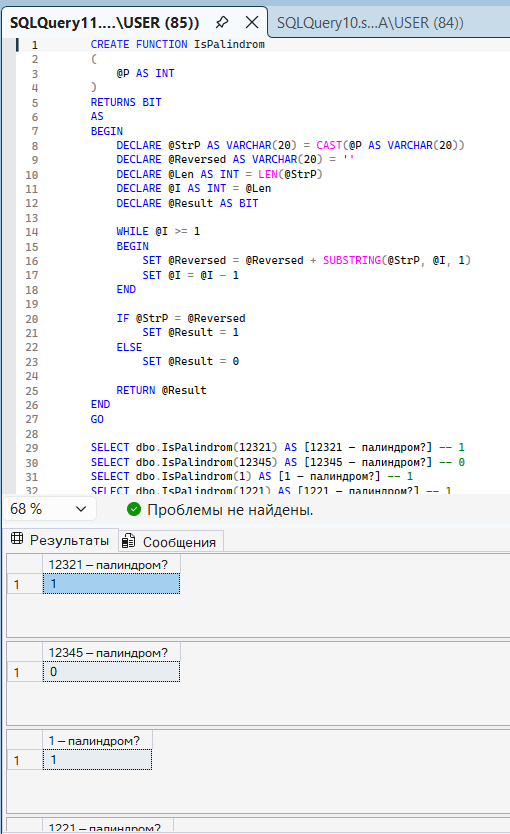 SQLQuery11....\USER (85)) SQLQuery10.s...A\USER (84))
1 CREATE FUNCTION IsPalindrom
2 (
3 @P AS INT
4 )
5 RETURNS BIT
6 AS
7 BEGIN
8 DECLARE @StrP AS VARCHAR(20) = CAST(@P AS VARCHAR(20))
9 DECLARE @Reversed AS VARCHAR(20) = ''
10 DECLARE @Len AS INT = LEN(@StrP)
11 DECLARE @I AS INT = @Len
12 DECLARE @Result AS BIT
13
14 WHILE @I >= 1
15 BEGIN
16 SET @Reversed = @Reversed + SUBSTRING(@StrP, @I, 1)
17 SET @I = @I - 1
18 END
19
20 IF @StrP = @Reversed
21 SET @Result = 1
22 ELSE
23 SET @Result = 0
24
25 RETURN @Result
26 END
27 GO
28
29 SELECT dbo.IsPalindrom(12321) AS [12321 – палиндром?] -- 1
30 SELECT dbo.IsPalindrom(12345) AS [12345 – палиндром?] -- 0
31 SELECT dbo.IsPalindrom(1) AS [1 – палиндром?] -- 1
32 SELECT dbo.IsPalindrom(1221) AS [1221 – палиндром?] -- 1
68 % Проблемы не найдены.
Результаты Сообщения
12321 – палиндром?
1 1
12345 – палиндром?
1 0
1 – палиндром?
1 1
1221 – палиндром?